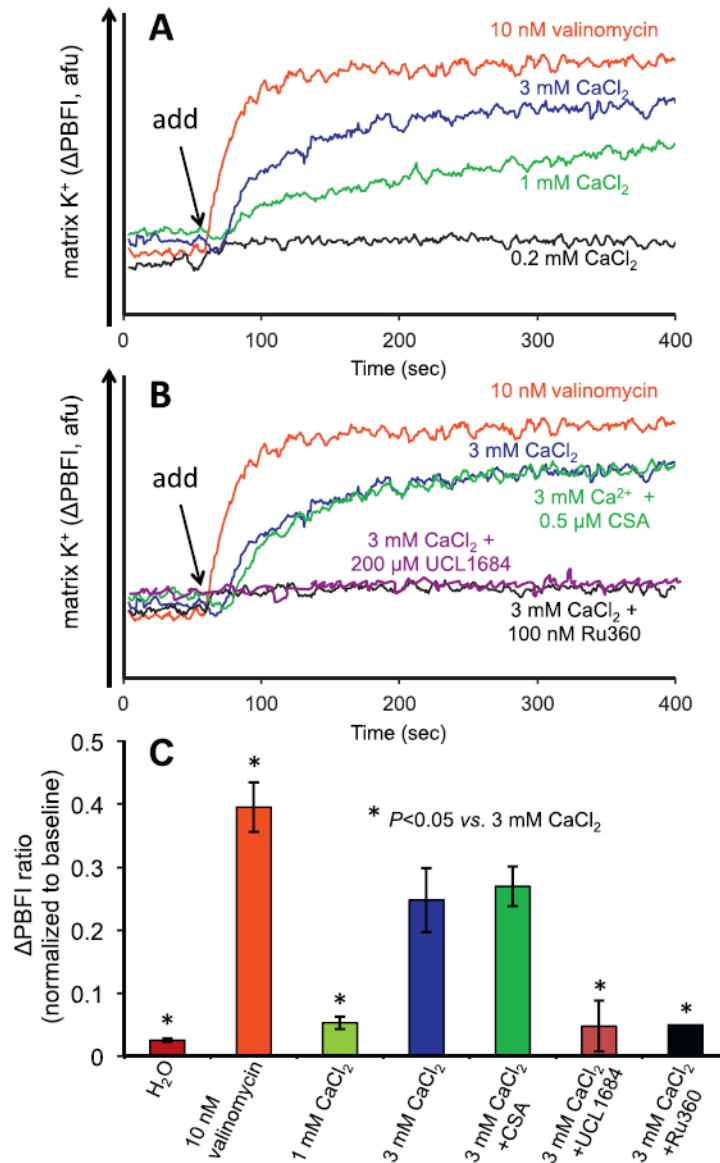 A
10 nM valinomycin
3 mM CaCl₂
add
1 mM CaCl₂
0.2 mM CaCl₂
matrix K⁺ (ΔPBFI, afu)
0 100 200 300 400
Time (sec)
B
10 nM valinomycin
3 mM CaCl₂
add
3 mM Ca²⁺ +
0.5 µM CSA
3 mM CaCl₂ +
200 µM UCL1684
3 mM CaCl₂ +
100 nM Ru360
matrix K⁺ (ΔPBFI, afu)
0 100 200 300 400
Time (sec)
C
* P<0.05 vs. 3 mM CaCl₂
ΔPBFI ratio
(normalized to baseline)
0.5
0.4
0.3
0.2
0.1
0
* * * * *
H₂O
10 nM
valinomycin
1 mM CaCl₂
3 mM CaCl₂
3 mM CaCl₂
+CSA
3 mM CaCl₂
+UCL1684
3 mM CaCl₂
+Ru360